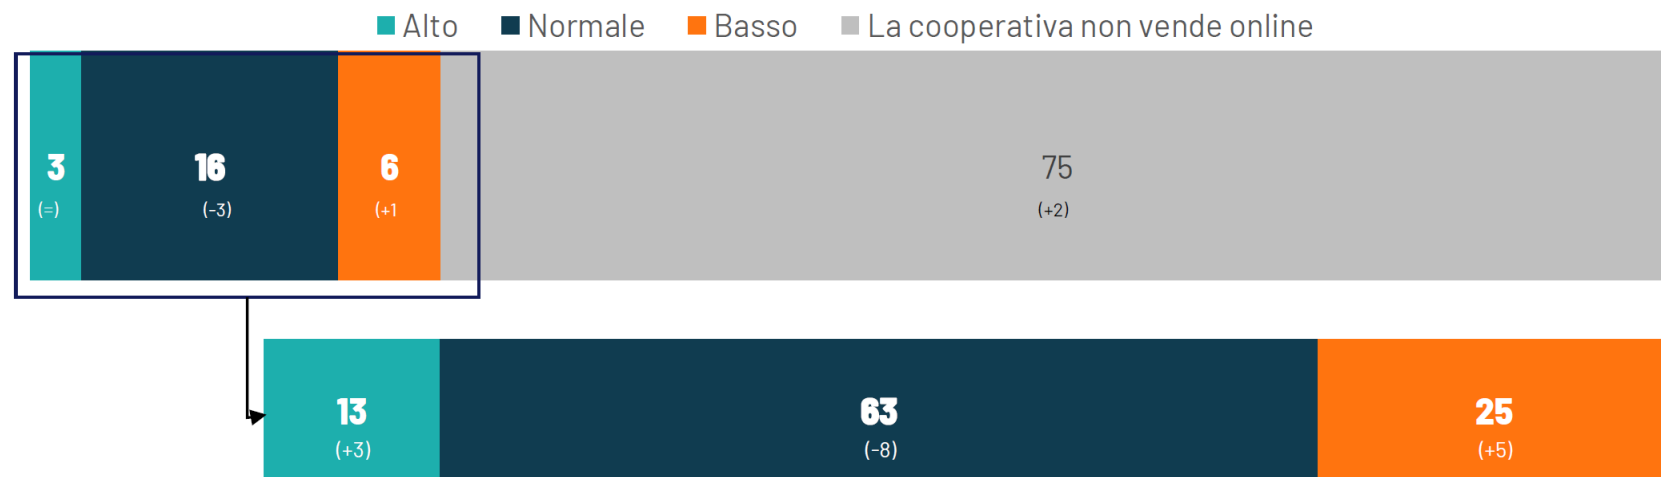 Alto Normale Basso La cooperativa non vende online
3 16 6 75
(=) (-3) (+1 (+2)
13 63 25
(+3) (-8) (+5)